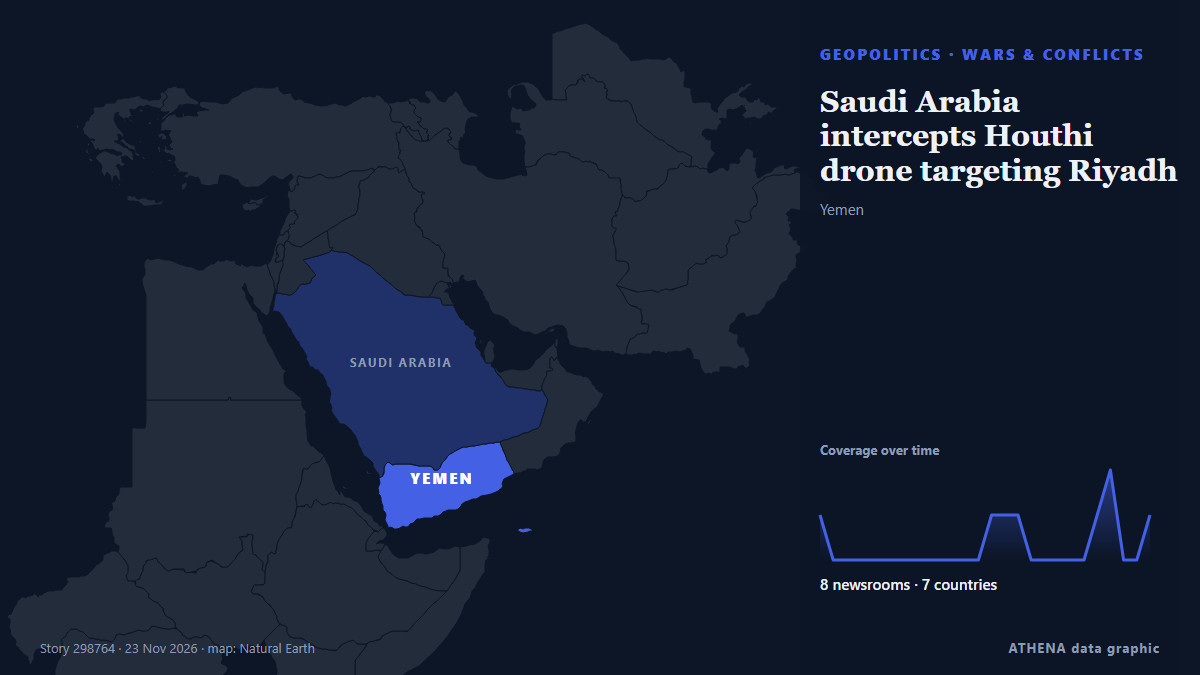 GEOPOLITICS · WARS & CONFLICTS
Saudi Arabia
intercepts Houthi
drone targeting Riyadh
Yemen
SAUDI ARABIA
YEMEN
Coverage over time
8 newsrooms · 7 countries
Story 298764 · 23 Nov 2026 · map: Natural Earth
ATHENA data graphic